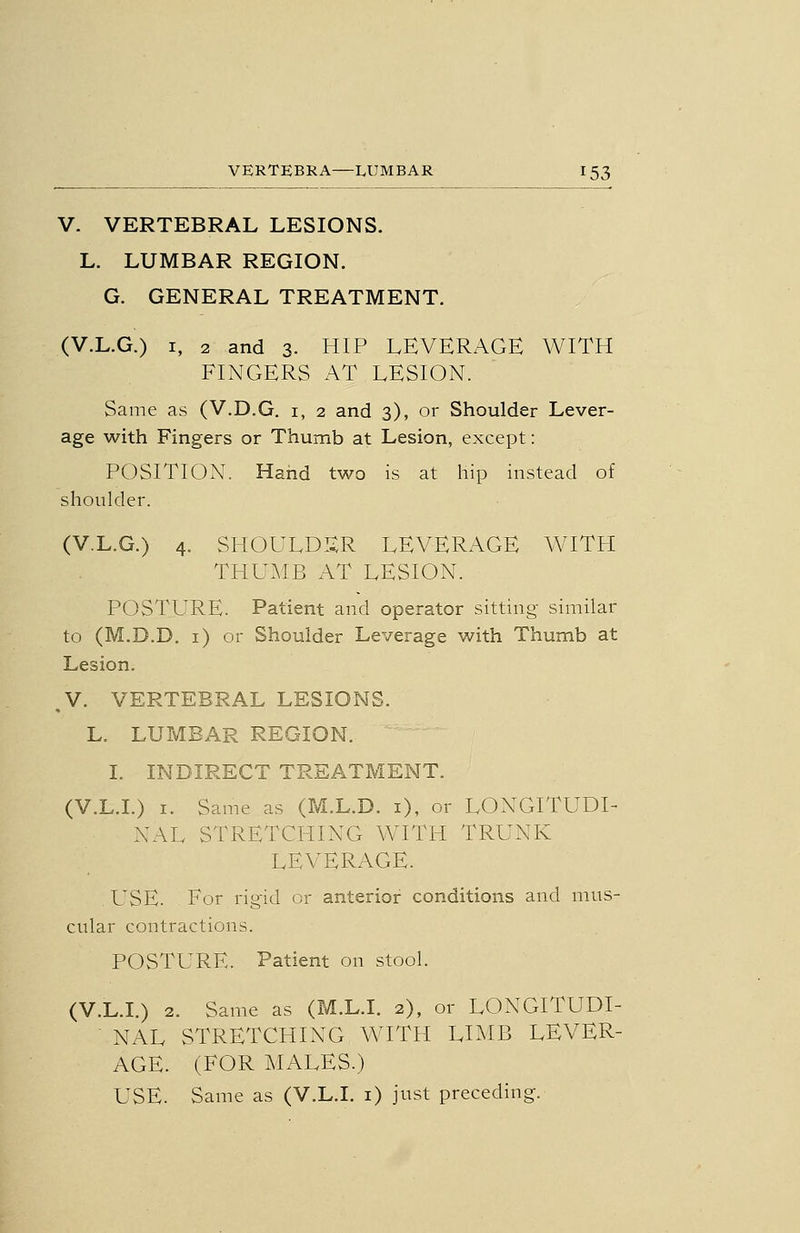 VERTEBRA—LUMBAR 153
V. VERTEBRAL LESIONS.
L. LUMBAR REGION.
G. GENERAL TREATMENT.
(V.L.G.) 1, 2 and 3. HIP LEVERAGE WITH
FINGERS AT LESION.
Same as (V.D.G. 1, 2 and 3), or Shoulder Lever-
age with Fingers or Thumb at Lesion, except:
POSITION. Hand two is at hip instead of
shoulder.
(V.L.G.) 4. SHOULDER LEVERAGE WITH
THUMB AT LESION.
POSTURE. Patient and operator sitting similar
to (M.D.D. 1) or Shoulder Leverage with Thumb at
Lesion.
V. VERTEBRAL LESIONS.
L. LUMBAR REGION.
I. INDIRECT TREATMENT.
(V.L.I.) 1. Same as (M.L.D. 1), or LONGITUDI-
NAL STRETCHING WITH TRUNK
LEVERAGE.
USE. For rigid or anterior conditions and mus-
cular contractions.
POSTURE. Patient on stool.
(V.L.I.) 2. Same as (M.L.I. 2), or LONGITUDI-
NAL STRETCHING WITH LIMB LEVER-
AGE. (FOR MALES.)
USE. Same as (V.L.I. 1) just preceding.